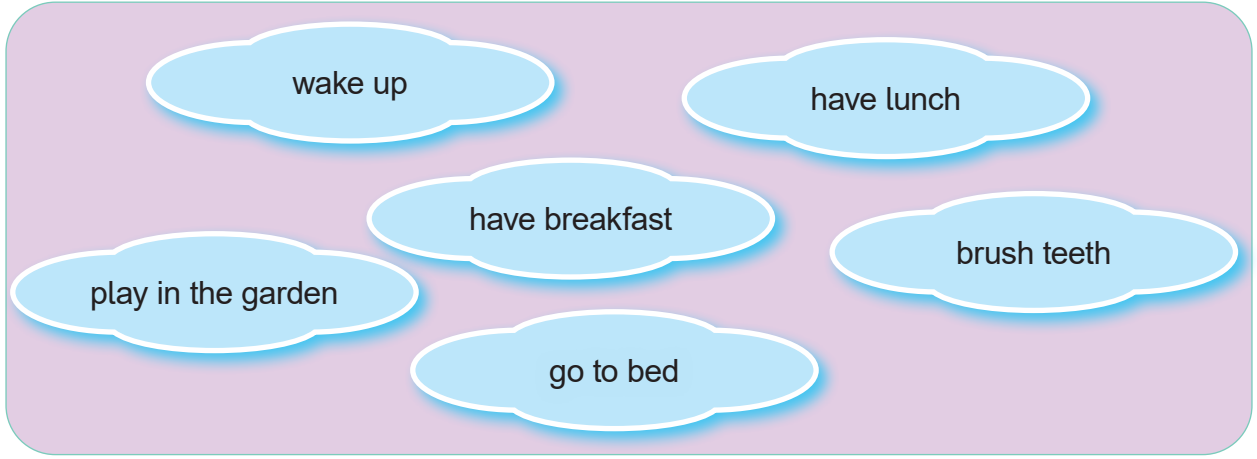 wake up
have lunch
have breakfast
brush teeth
play in the garden
go to bed